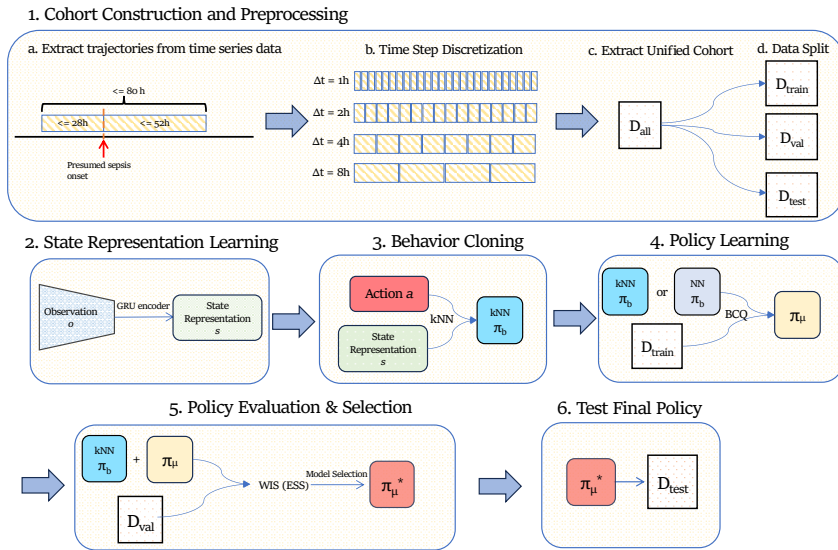 1. Cohort Construction and Preprocessing
a. Extract trajectories from time series data
<= 80 h
<= 28h
<= 52h
Presumed sepsis
onset
b. Time Step Discretization
Δt = 1h
Δt = 2h
Δt = 4h
Δt = 8h
c. Extract Unified Cohort
D_all
d. Data Split
D_train
D_val
D_test
2. State Representation Learning
Observation
o
GRU encoder
State
Representation
s
3. Behavior Cloning
Action a
State
Representation
s
kNN
kNN
π_b
4. Policy Learning
kNN
π_b
or
NN
π_b
D_train
BCQ
π_μ
5. Policy Evaluation & Selection
kNN
π_b
+
π_μ
D_val
WIS (ESS)
Model Selection
π_μ*
6. Test Final Policy
π_μ*
D_test